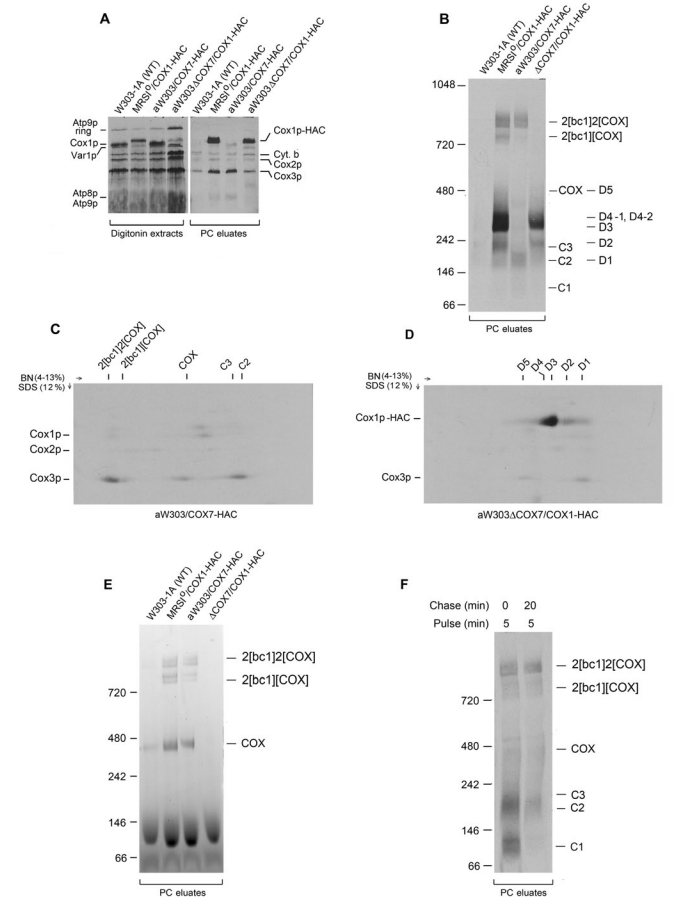 A
W303-1A (WT)
MRSIᴼ/COX1-HAC
aW303/COX7-HAC
aW303ΔCOX7/COX1-HAC
W303-1A (WT)
MRSIᴼ/COX1-HAC
aW303/COX7-HAC
aW303ΔCOX7/COX1-HAC
Atp9p
ring
Cox1p
Var1p
Atp8p
Atp9p
Cox1p-HAC
Cyt. b
Cox2p
Cox3p
Digitonin extracts
PC eluates
B
W303-1A (WT)
MRSIᴼ/COX1-HAC
aW303/COX7-HAC
ΔCOX7/COX1-HAC
1048
720
480
242
146
66
2[bc1]2[COX]
2[bc1][COX]
COX
D5
D4-1, D4-2
D3
C3
D2
C2
D1
C1
PC eluates
C
2[bc1]2[COX]
2[bc1][COX]
COX
C3
C2
BN (4-13%)
SDS (12 %)
Cox1p
Cox2p
Cox3p
aW303/COX7-HAC
D
D5
D4
D3
D2
D1
BN (4-13%)
SDS (12 %)
Cox1p -HAC
Cox3p
aW303ΔCOX7/COX1-HAC
E
W303-1A (WT)
MRSIᴼ/COX1-HAC
aW303/COX7-HAC
ΔCOX7/COX1-HAC
720
480
242
146
66
2[bc1]2[COX]
2[bc1][COX]
COX
PC eluates
F
Chase (min) 0 20
Pulse (min) 5 5
720
480
242
146
66
2[bc1]2[COX]
2[bc1][COX]
COX
C3
C2
C1
PC eluates